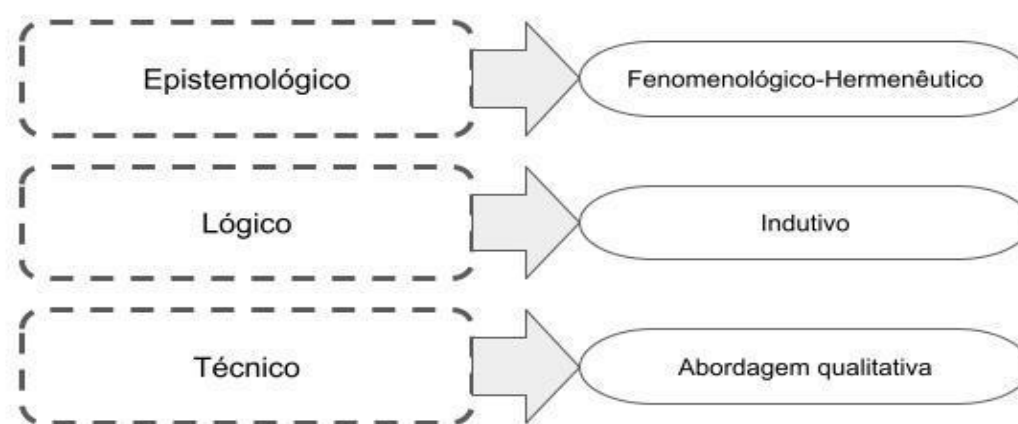 Epistemológico
Fenomenológico-Hermenêutico
Lógico
Indutivo
Técnico
Abordagem qualitativa